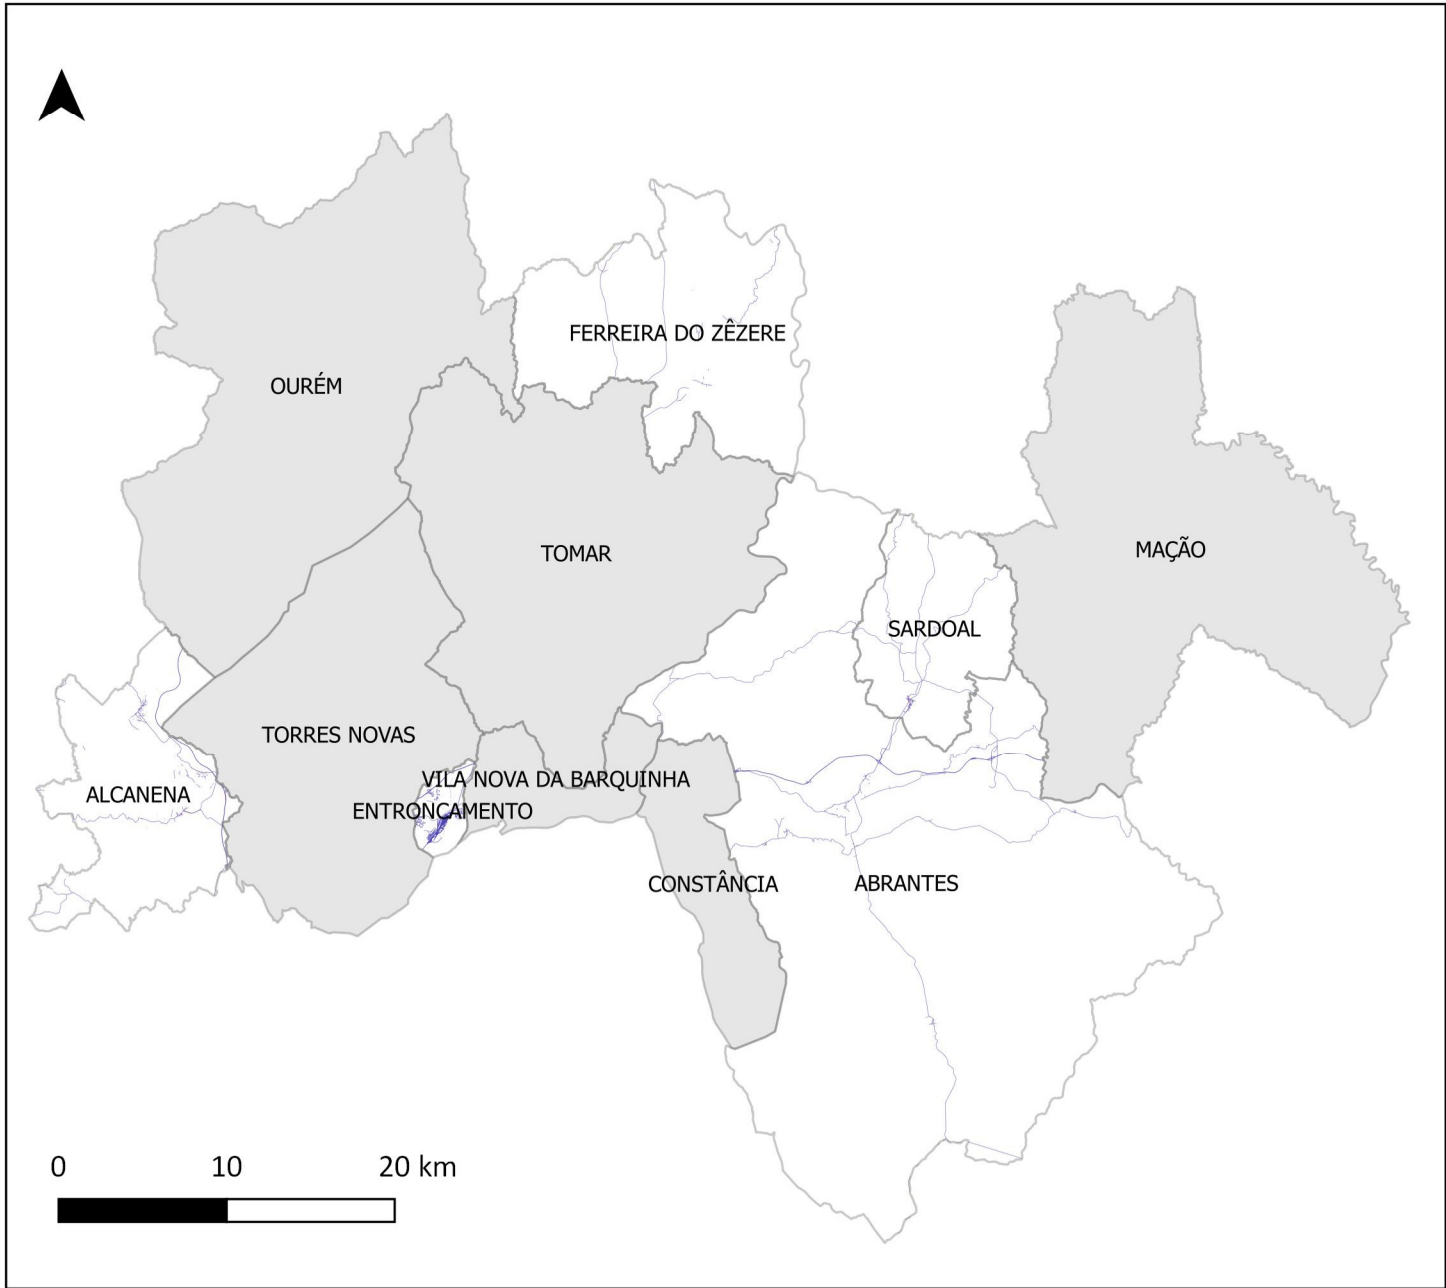 FERREIRA DO ZÊZERE
OURÉM
TOMAR
MAÇÃO
SARDOAL
TORRES NOVAS
VILA NOVA DA BARQUINHA
ALCANENA
ENTRONCAMENTO
CONSTÂNCIA
ABRANTES
0 10 20 km